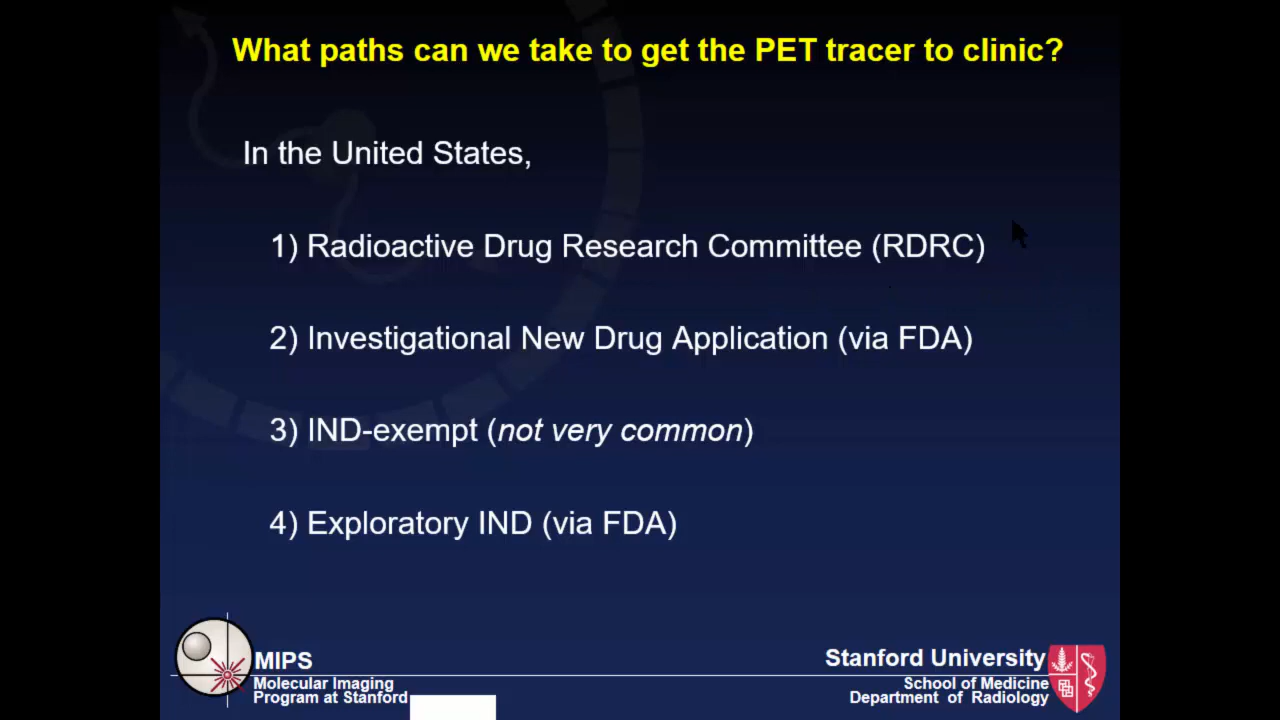 What paths can we take to get the PET tracer to clinic?
In the United States,
1) Radioactive Drug Research Committee (RDRC)
2) Investigational New Drug Application (via FDA)
3) IND-exempt (not very common)
4) Exploratory IND (via FDA)
MIPS
Molecular Imaging
Program at Stanford
Stanford University
School of Medicine
Department of Radiology